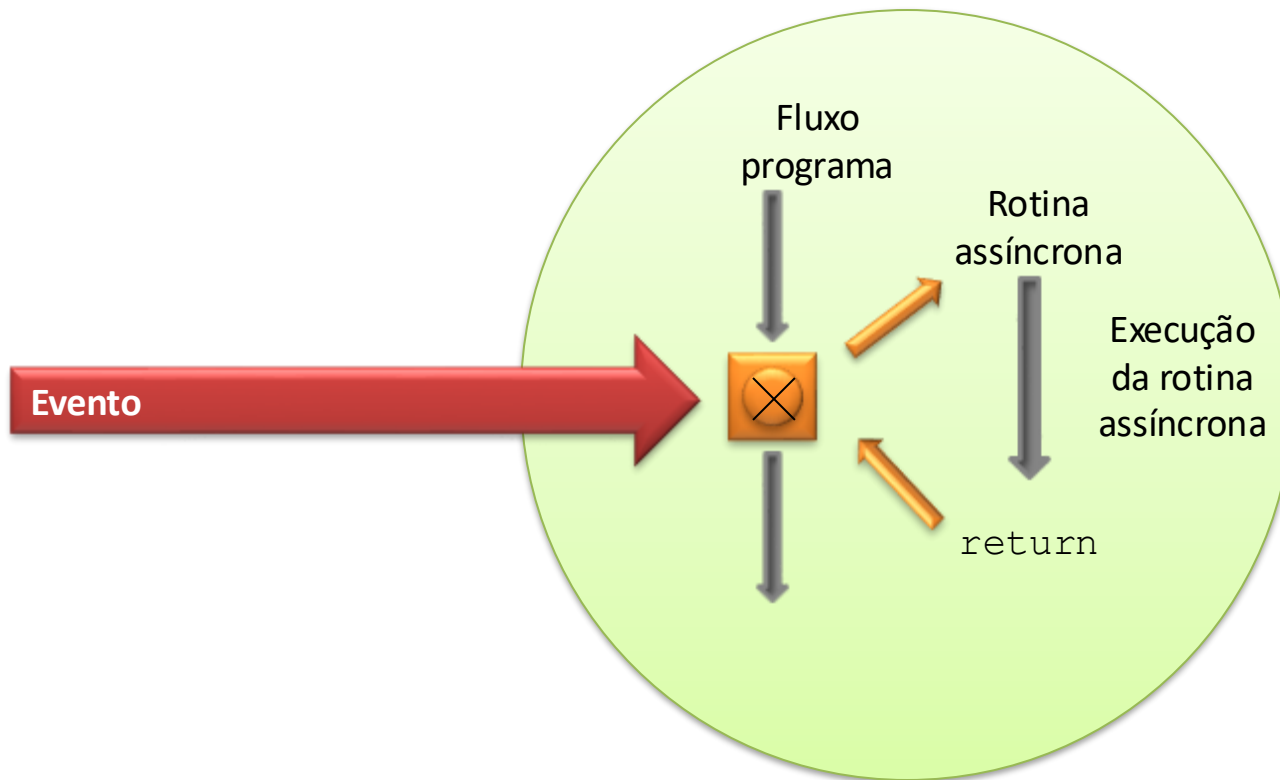 Fluxo
programa
Rotina
assíncrona
Evento
Execução
da rotina
assíncrona
return